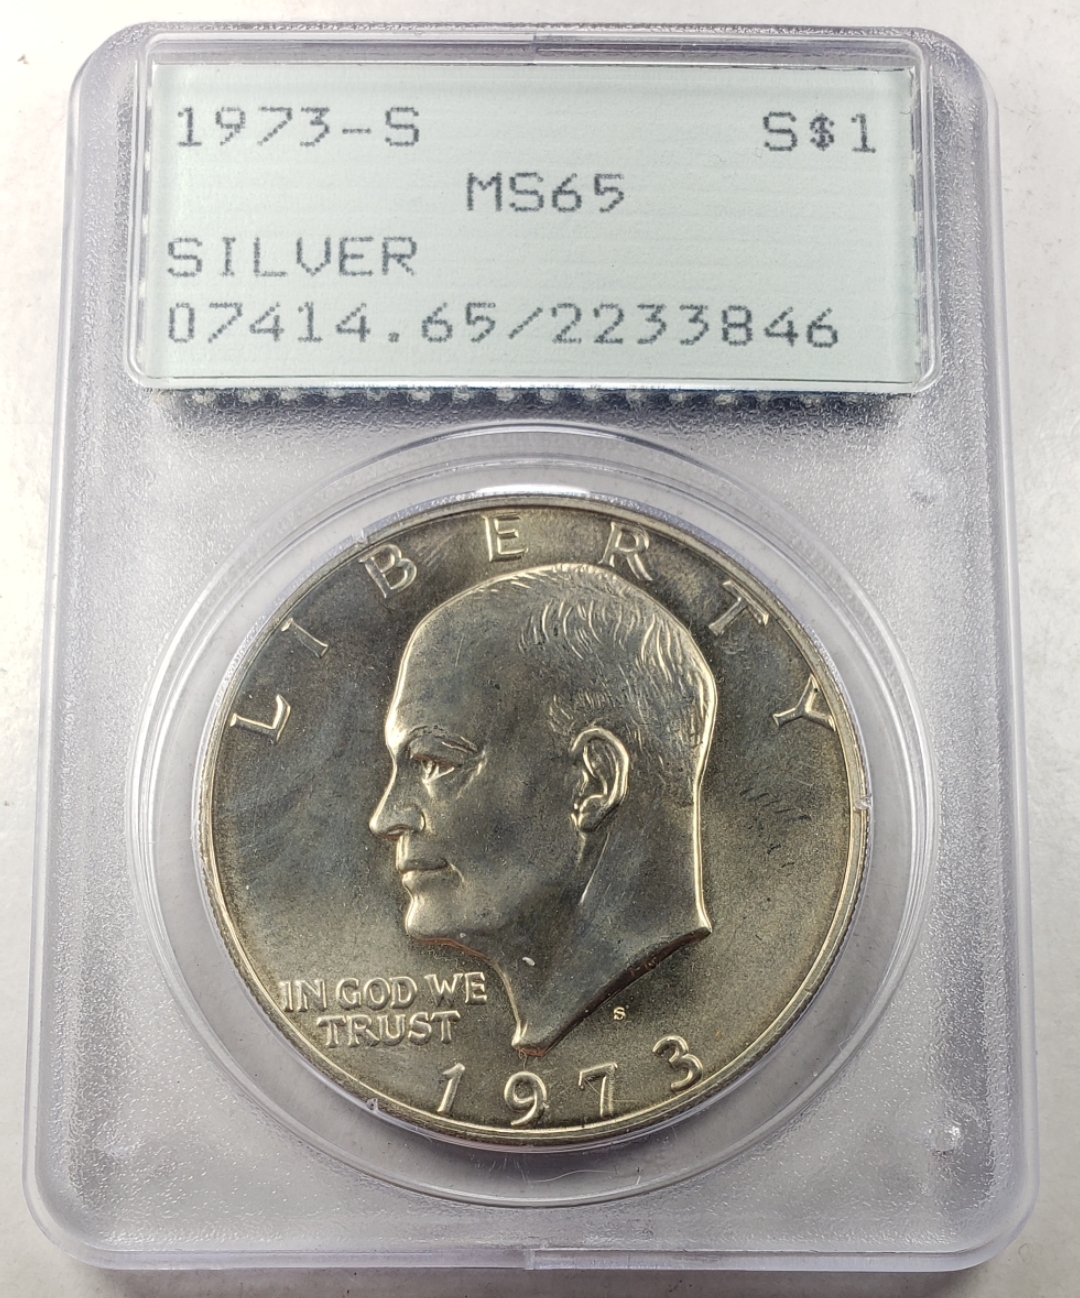 1973-S S$1
MS65
SILVER
07414.65/2233846
LIBERTY
IN GOD WE
TRUST
S
1973